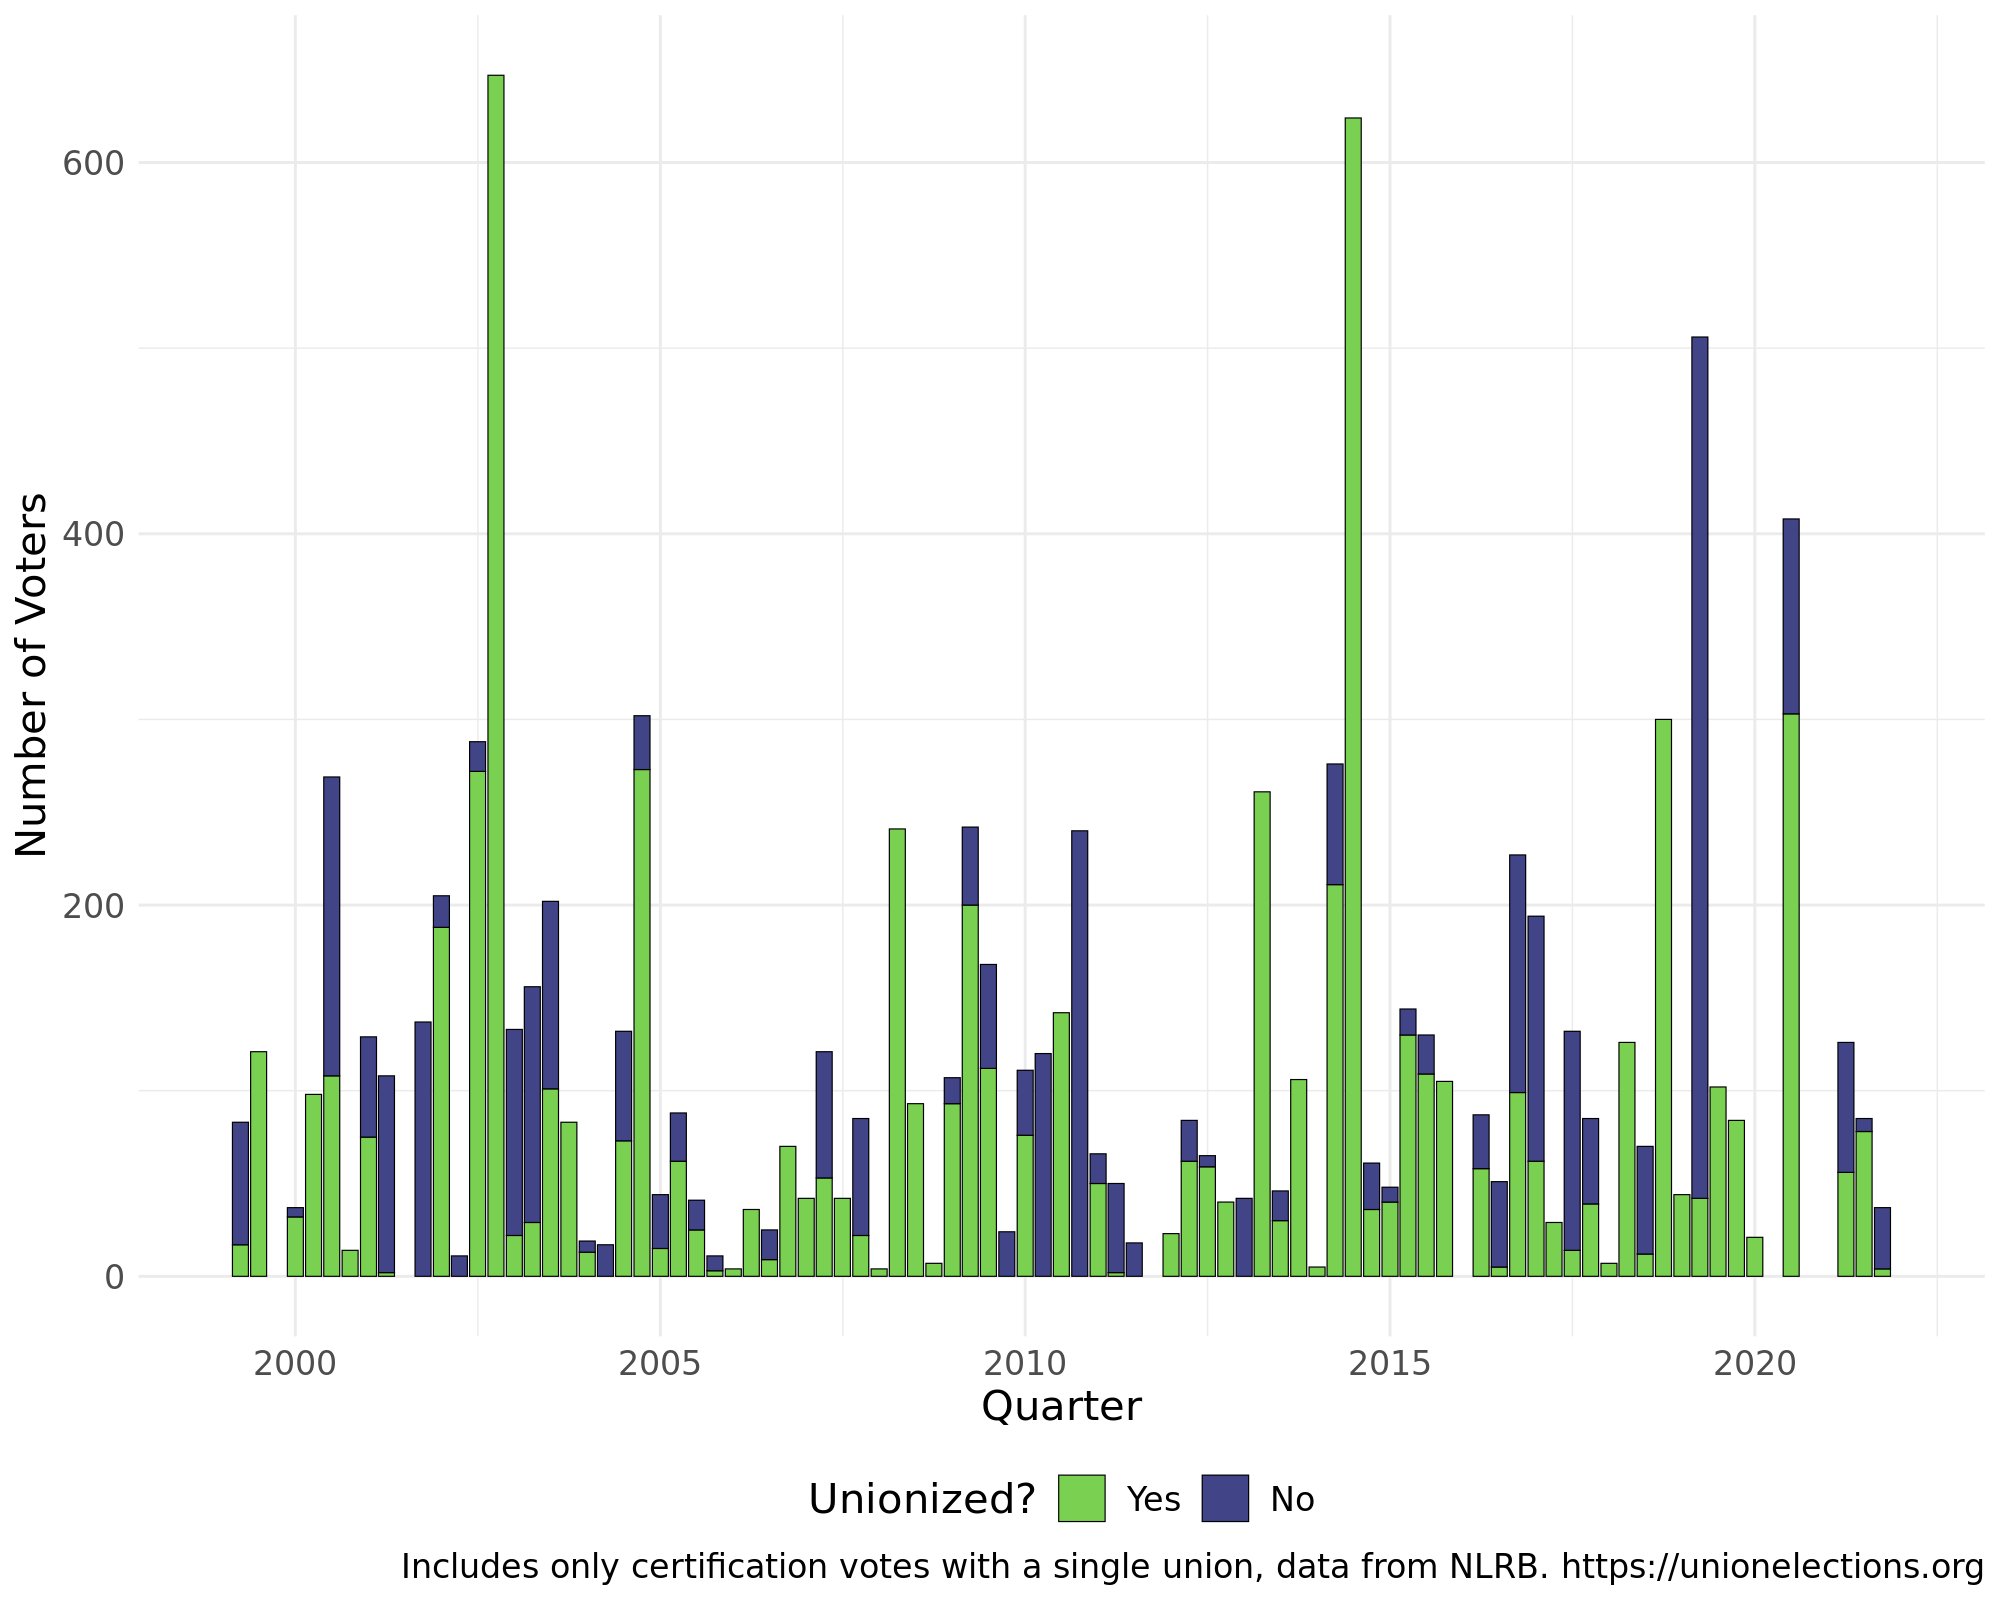 600
400
200
0
Number of Voters
2000 2005 2010 2015 2020
Quarter
Unionized? Yes No
Includes only certification votes with a single union, data from NLRB. https://unionelections.org